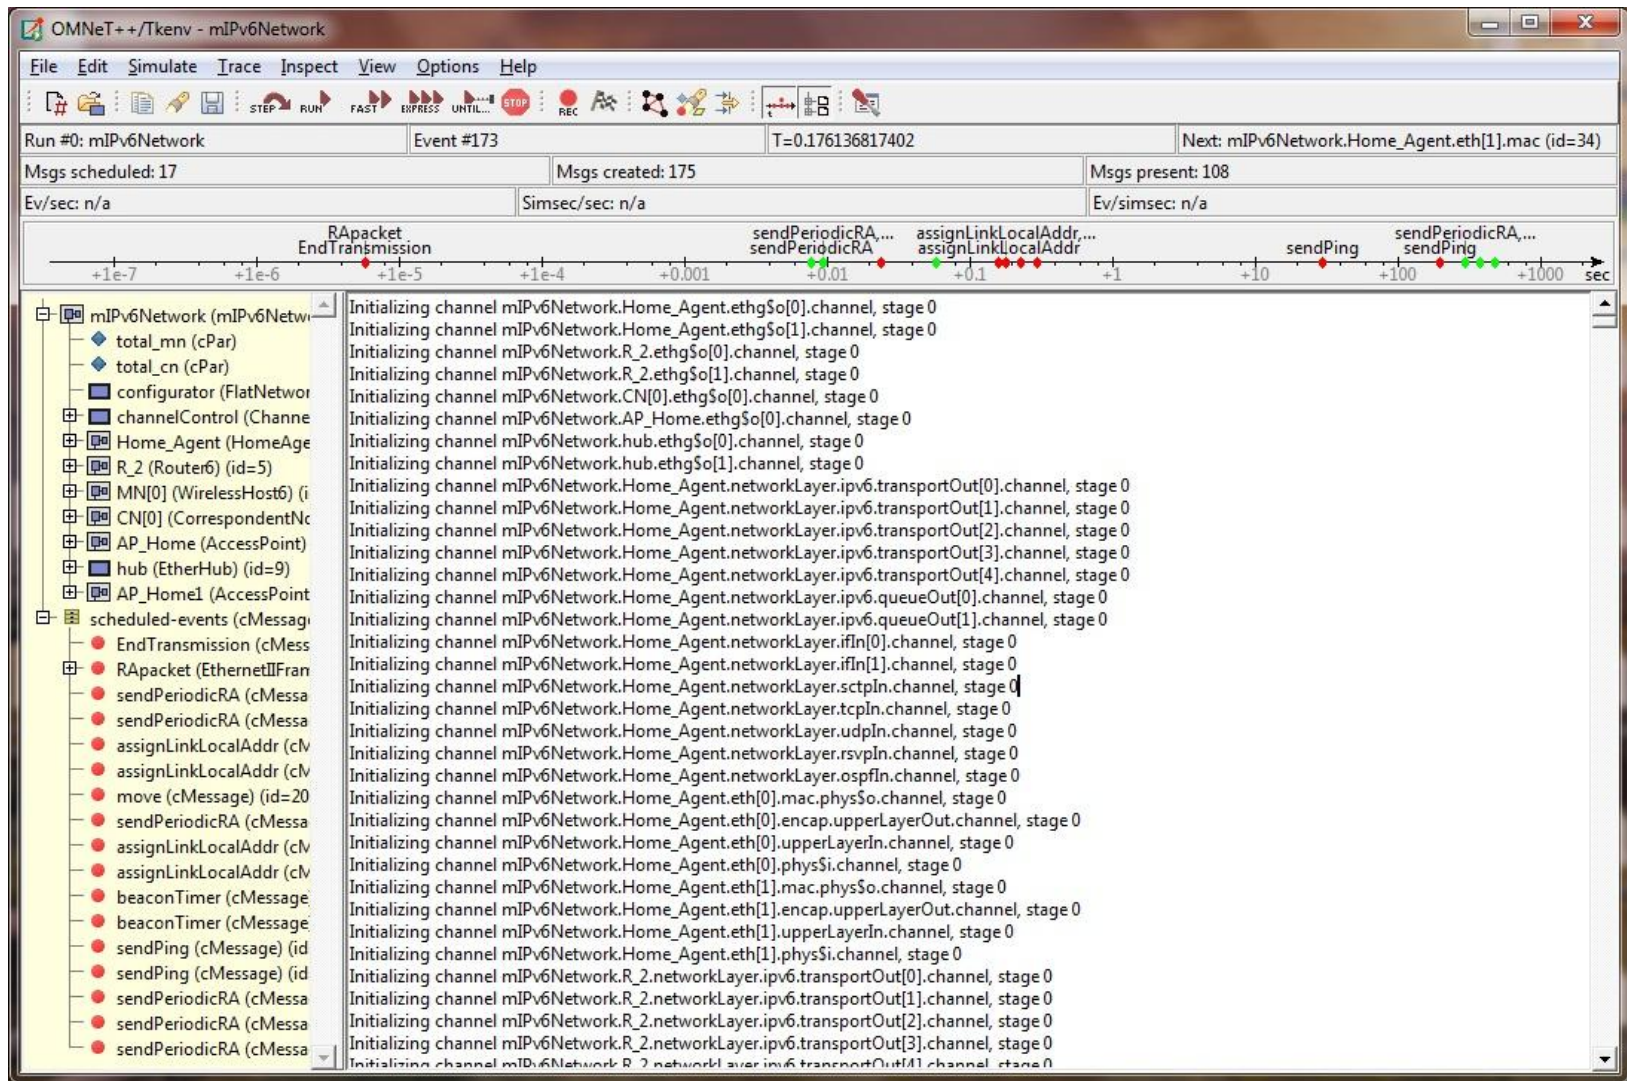 OMNeT++/Tkenv - mIPv6Network
File Edit Simulate Trace Inspect View Options Help
STEP RUN FAST EXPRESS UNTIL... STOP REC
Run #0: mIPv6Network Event #173 T=0.176136817402 Next: mIPv6Network.Home_Agent.eth[1].mac (id=34)
Msgs scheduled: 17 Msgs created: 175 Msgs present: 108
Ev/sec: n/a Simsec/sec: n/a Ev/simsec: n/a
RApacket sendPeriodicRA,... assignLinkLocalAddr,... sendPeriodicRA,...
EndTransmission sendPeriodicRA assignLinkLocalAddr sendPing sendPing
+1e-7 +1e-6 +1e-5 +1e-4 +0.001 +0.01 +0.1 +1 +10 +100 +1000 sec
mIPv6Network (mIPv6Netw
total_mn (cPar)
total_cn (cPar)
configurator (FlatNetwor
channelControl (Channe
Home_Agent (HomeAge
R_2 (Router6) (id=5)
MN[0] (WirelessHost6) (i
CN[0] (CorrespondentNo
AP_Home (AccessPoint)
hub (EtherHub) (id=9)
AP_Home1 (AccessPoint
scheduled-events (cMessag
EndTransmission (cMess
RApacket (EthernetIIFram
sendPeriodicRA (cMessa
sendPeriodicRA (cMessa
assignLinkLocalAddr (cM
assignLinkLocalAddr (cM
move (cMessage) (id=20
sendPeriodicRA (cMessa
assignLinkLocalAddr (cM
assignLinkLocalAddr (cM
beaconTimer (cMessage
beaconTimer (cMessage
sendPing (cMessage) (id
sendPing (cMessage) (id
sendPeriodicRA (cMessa
sendPeriodicRA (cMessa
sendPeriodicRA (cMessa
Initializing channel mIPv6Network.Home_Agent.ethg$o[0].channel, stage 0
Initializing channel mIPv6Network.Home_Agent.ethg$o[1].channel, stage 0
Initializing channel mIPv6Network.R_2.ethg$o[0].channel, stage 0
Initializing channel mIPv6Network.R_2.ethg$o[1].channel, stage 0
Initializing channel mIPv6Network.CN[0].ethg$o[0].channel, stage 0
Initializing channel mIPv6Network.AP_Home.ethg$o[0].channel, stage 0
Initializing channel mIPv6Network.hub.ethg$o[0].channel, stage 0
Initializing channel mIPv6Network.hub.ethg$o[1].channel, stage 0
Initializing channel mIPv6Network.Home_Agent.networkLayer.ipv6.transportOut[0].channel, stage 0
Initializing channel mIPv6Network.Home_Agent.networkLayer.ipv6.transportOut[1].channel, stage 0
Initializing channel mIPv6Network.Home_Agent.networkLayer.ipv6.transportOut[2].channel, stage 0
Initializing channel mIPv6Network.Home_Agent.networkLayer.ipv6.transportOut[3].channel, stage 0
Initializing channel mIPv6Network.Home_Agent.networkLayer.ipv6.transportOut[4].channel, stage 0
Initializing channel mIPv6Network.Home_Agent.networkLayer.ipv6.queueOut[0].channel, stage 0
Initializing channel mIPv6Network.Home_Agent.networkLayer.ipv6.queueOut[1].channel, stage 0
Initializing channel mIPv6Network.Home_Agent.networkLayer.ifIn[0].channel, stage 0
Initializing channel mIPv6Network.Home_Agent.networkLayer.ifIn[1].channel, stage 0
Initializing channel mIPv6Network.Home_Agent.networkLayer.sctpIn.channel, stage 0
Initializing channel mIPv6Network.Home_Agent.networkLayer.tcpIn.channel, stage 0
Initializing channel mIPv6Network.Home_Agent.networkLayer.udpIn.channel, stage 0
Initializing channel mIPv6Network.Home_Agent.networkLayer.rsvpIn.channel, stage 0
Initializing channel mIPv6Network.Home_Agent.networkLayer.ospfIn.channel, stage 0
Initializing channel mIPv6Network.Home_Agent.eth[0].mac.phys$o.channel, stage 0
Initializing channel mIPv6Network.Home_Agent.eth[0].encap.upperLayerOut.channel, stage 0
Initializing channel mIPv6Network.Home_Agent.eth[0].upperLayerIn.channel, stage 0
Initializing channel mIPv6Network.Home_Agent.eth[0].phys$i.channel, stage 0
Initializing channel mIPv6Network.Home_Agent.eth[1].mac.phys$o.channel, stage 0
Initializing channel mIPv6Network.Home_Agent.eth[1].encap.upperLayerOut.channel, stage 0
Initializing channel mIPv6Network.Home_Agent.eth[1].upperLayerIn.channel, stage 0
Initializing channel mIPv6Network.Home_Agent.eth[1].phys$i.channel, stage 0
Initializing channel mIPv6Network.R_2.networkLayer.ipv6.transportOut[0].channel, stage 0
Initializing channel mIPv6Network.R_2.networkLayer.ipv6.transportOut[1].channel, stage 0
Initializing channel mIPv6Network.R_2.networkLayer.ipv6.transportOut[2].channel, stage 0
Initializing channel mIPv6Network.R_2.networkLayer.ipv6.transportOut[3].channel, stage 0
Initializing channel mIPv6Network.R_2.networkLayer.ipv6.transportOut[4].channel, stage 0